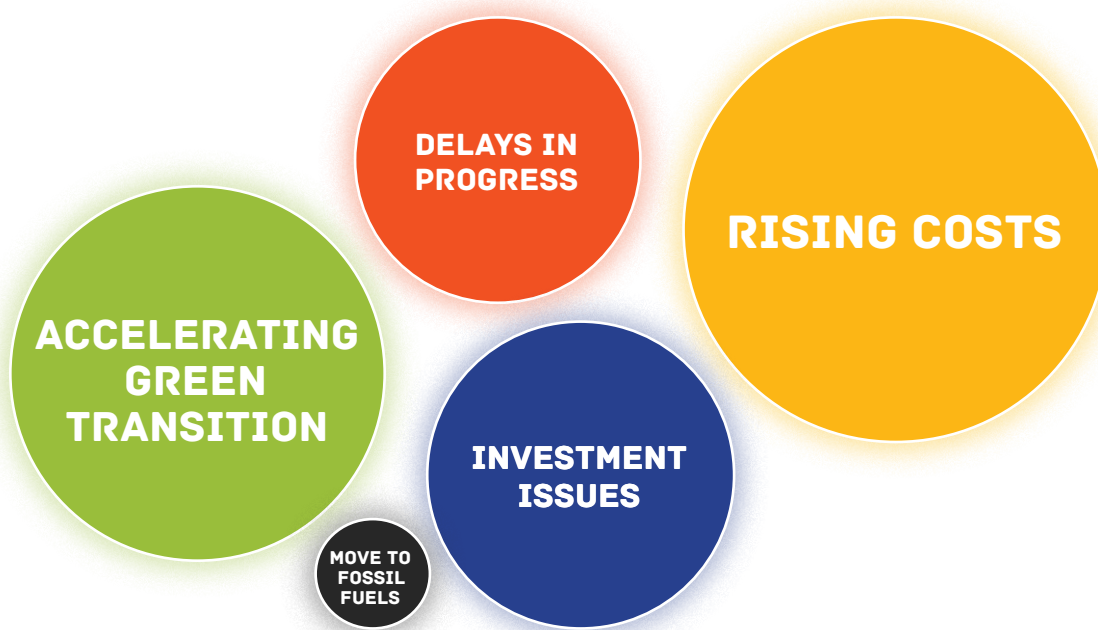 DELAYS IN
PROGRESS
RISING COSTS
ACCELERATING
GREEN
TRANSITION
INVESTMENT
ISSUES
MOVE TO
FOSSIL
FUELS